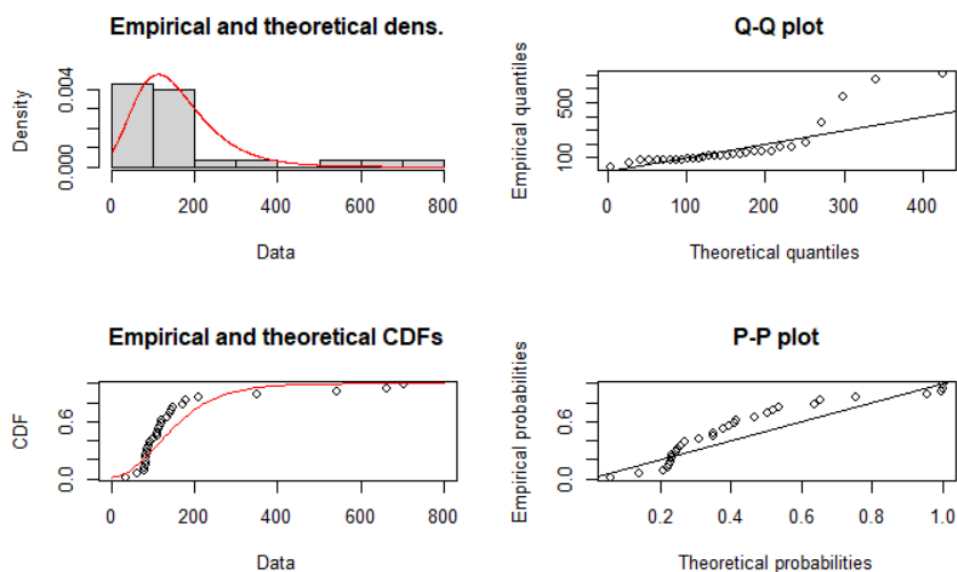 Empirical and theoretical dens.
Density
0.000
0.004
0
200
400
600
800
Data
Q-Q plot
Empirical quantiles
100
500
0
100
200
300
400
Theoretical quantiles
Empirical and theoretical CDFs
CDF
0.0
0.6
0
200
400
600
800
Data
P-P plot
Empirical probabilities
0.0
0.6
0.2
0.4
0.6
0.8
1.0
Theoretical probabilities